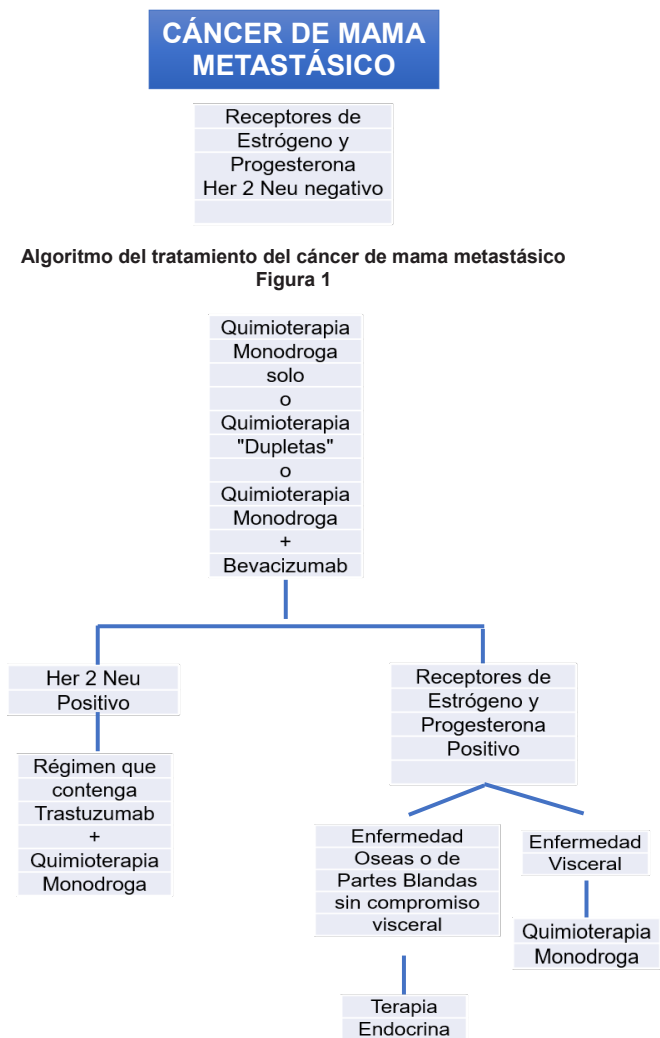 CÁNCER DE MAMA
METASTÁSICO
Receptores de
Estrógeno y
Progesterona
Her 2 Neu negativo
Algoritmo del tratamiento del cáncer de mama metastásico
Figura 1
Quimioterapia
Monodroga
solo
o
Quimioterapia
"Dupletas"
o
Quimioterapia
Monodroga
+
Bevacizumab
Her 2 Neu
Positivo
Régimen que
contenga
Trastuzumab
+
Quimioterapia
Monodroga
Receptores de
Estrógeno y
Progesterona
Positivo
Enfermedad
Oseas o de
Partes Blandas
sin compromiso
visceral
Terapia
Endocrina
Enfermedad
Visceral
Quimioterapia
Monodroga